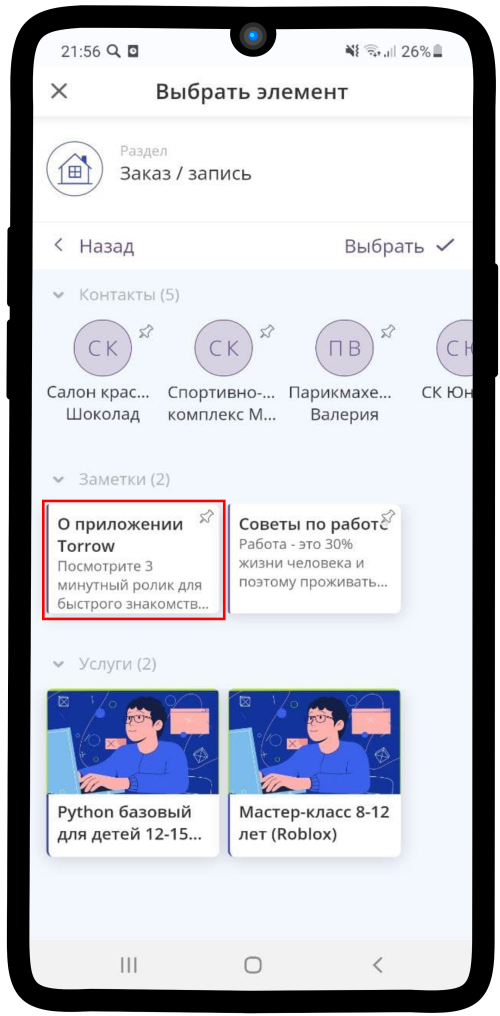 21:56
26%
Выбрать элемент
Раздел
Заказ / запись
Назад
Выбрать
Контакты (5)
СК
СК
ПВ
Салон крас...
Шоколад
Спортивно-...
комплекс М...
Парикмахе...
Валерия
СК Юн
Заметки (2)
О приложении
Torrow
Посмотрите 3
минутный ролик для
быстрого знакомств...
Советы по работе
Работа - это 30%
жизни человека и
поэтому проживать...
Услуги (2)
Python базовый
для детей 12-15...
Мастер-класс 8-12
лет (Roblox)